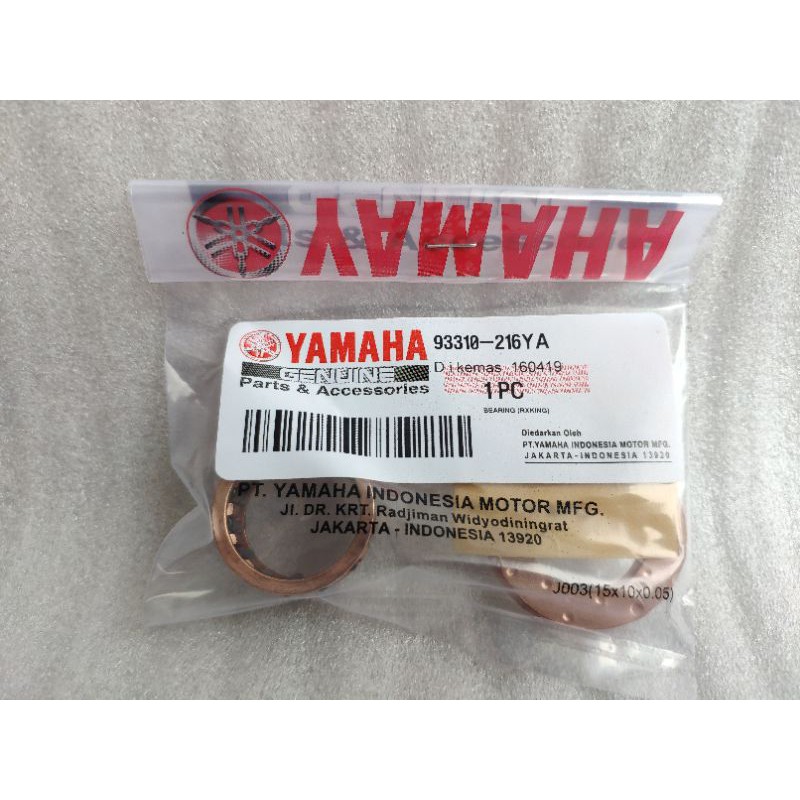 YAMAHA
YAMAHA 93310-216YA
GENUINE
Parts & Accessories
Dikemas 160419
1PC
BEARING (RXKING)
Diedarkan Oleh
PT.YAMAHA INDONESIA MOTOR MFG.
JAKARTA-INDONESIA 13920
PT. YAMAHA INDONESIA MOTOR MFG.
Jl. DR. KRT. Radjiman Widyodiningrat
JAKARTA - INDONESIA 13920
J003(15x10x0.05)